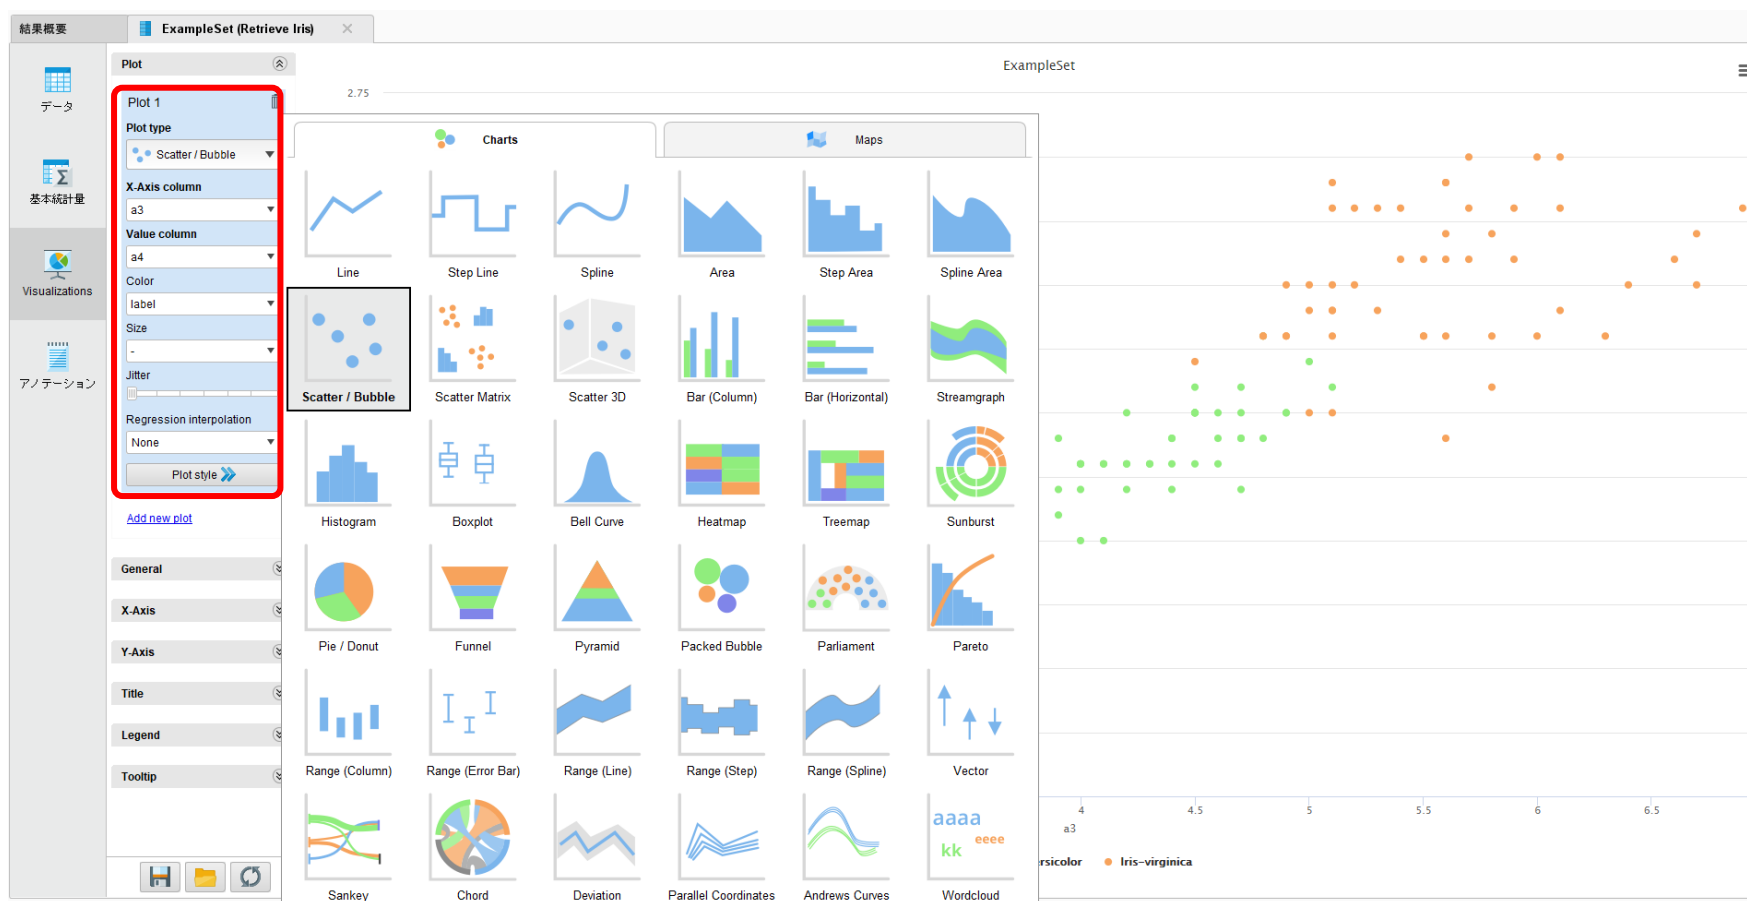 結果概要
ExampleSet (Retrieve Iris)
データ
基本統計量
Visualizations
アノテーション
Plot
Plot 1
Plot type
Scatter / Bubble
X-Axis column
a3
Value column
a4
Color
label
Size
-
Jitter
Regression interpolation
None
Plot style
Add new plot
General
X-Axis
Y-Axis
Title
Legend
Tooltip
ExampleSet
2.75
Charts
Maps
Line
Step Line
Spline
Area
Step Area
Spline Area
Scatter / Bubble
Scatter Matrix
Scatter 3D
Bar (Column)
Bar (Horizontal)
Streamgraph
Histogram
Boxplot
Bell Curve
Heatmap
Treemap
Sunburst
Pie / Donut
Funnel
Pyramid
Packed Bubble
Parliament
Pareto
Range (Column)
Range (Error Bar)
Range (Line)
Range (Step)
Range (Spline)
Vector
aaaa
kk eeee
Sankey
Chord
Deviation
Parallel Coordinates
Andrews Curves
Wordcloud
4 4.5 5 5.5 6 6.5
a3
rsicolor
Iris-virginica